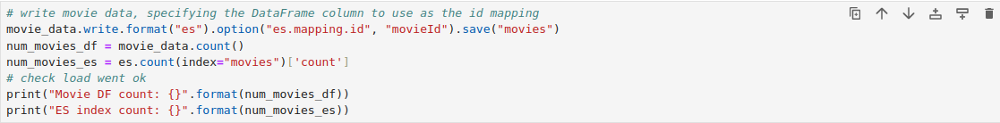 # write movie data, specifying the DataFrame column to use as the id mapping
movie_data.write.format("es").option("es.mapping.id", "movieId").save("movies")
num_movies_df = movie_data.count()
num_movies_es = es.count(index="movies")['count']
# check load went ok
print("Movie DF count: {}".format(num_movies_df))
print("ES index count: {}".format(num_movies_es))